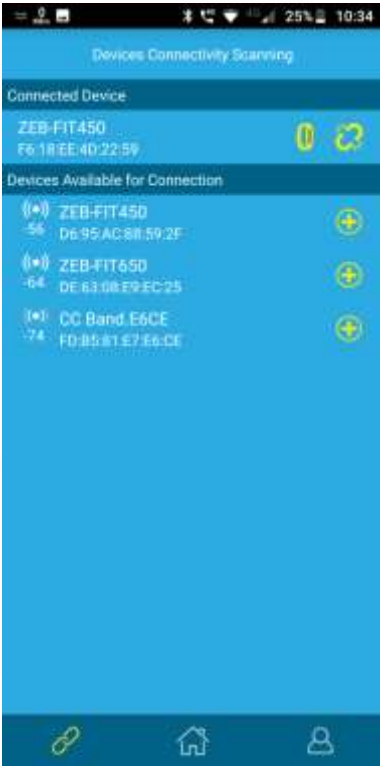 25% 10:34
Devices Connectivity Scanning
Connected Device
ZEB-FIT450
F6:18:EE:4D:22:59
Devices Available for Connection
ZEB-FIT450
-56 D6:95:AC:88:59:2F
ZEB-FIT650
-64 DE:63:08:E9:EC:25
CC Band.E6CE
-74 FD:B5:81:E7:E6:CE